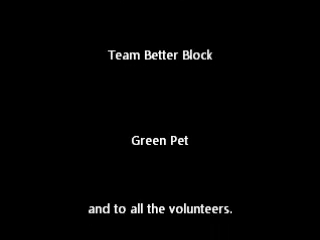 Team Better Block
Green Pet
and to all the volunteers.